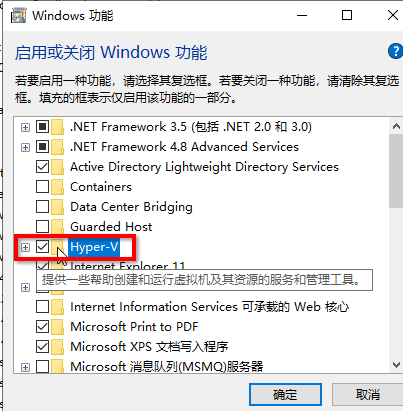 Windows 功能
启用或关闭 Windows 功能
若要启用一种功能，请选择其复选框。若要关闭一种功能，请清除其复选
框。填充的框表示仅启用该功能的一部分。
.NET Framework 3.5 (包括 .NET 2.0 和 3.0)
.NET Framework 4.8 Advanced Services
Active Directory Lightweight Directory Services
Containers
Data Center Bridging
Guarded Host
Hyper-V
Internet Explorer 11
提供一些帮助创建和运行虚拟机及其资源的服务和管理工具。
Internet Information Services 可承载的 Web 核心
Microsoft Print to PDF
Microsoft XPS 文档写入程序
Microsoft 消息队列(MSMQ)服务器
确定
取消